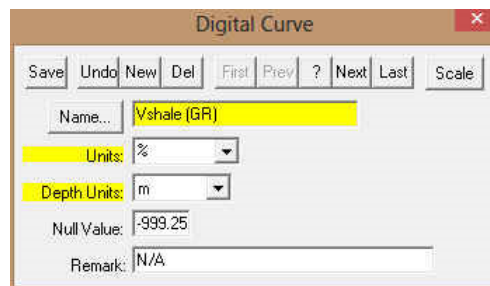 Digital Curve
Save Undo New Del First Prev ? Next Last Scale
Name... Vshale (GR)
Units: %
Depth Units: m
Null Value: -999.25
Remark: N/A